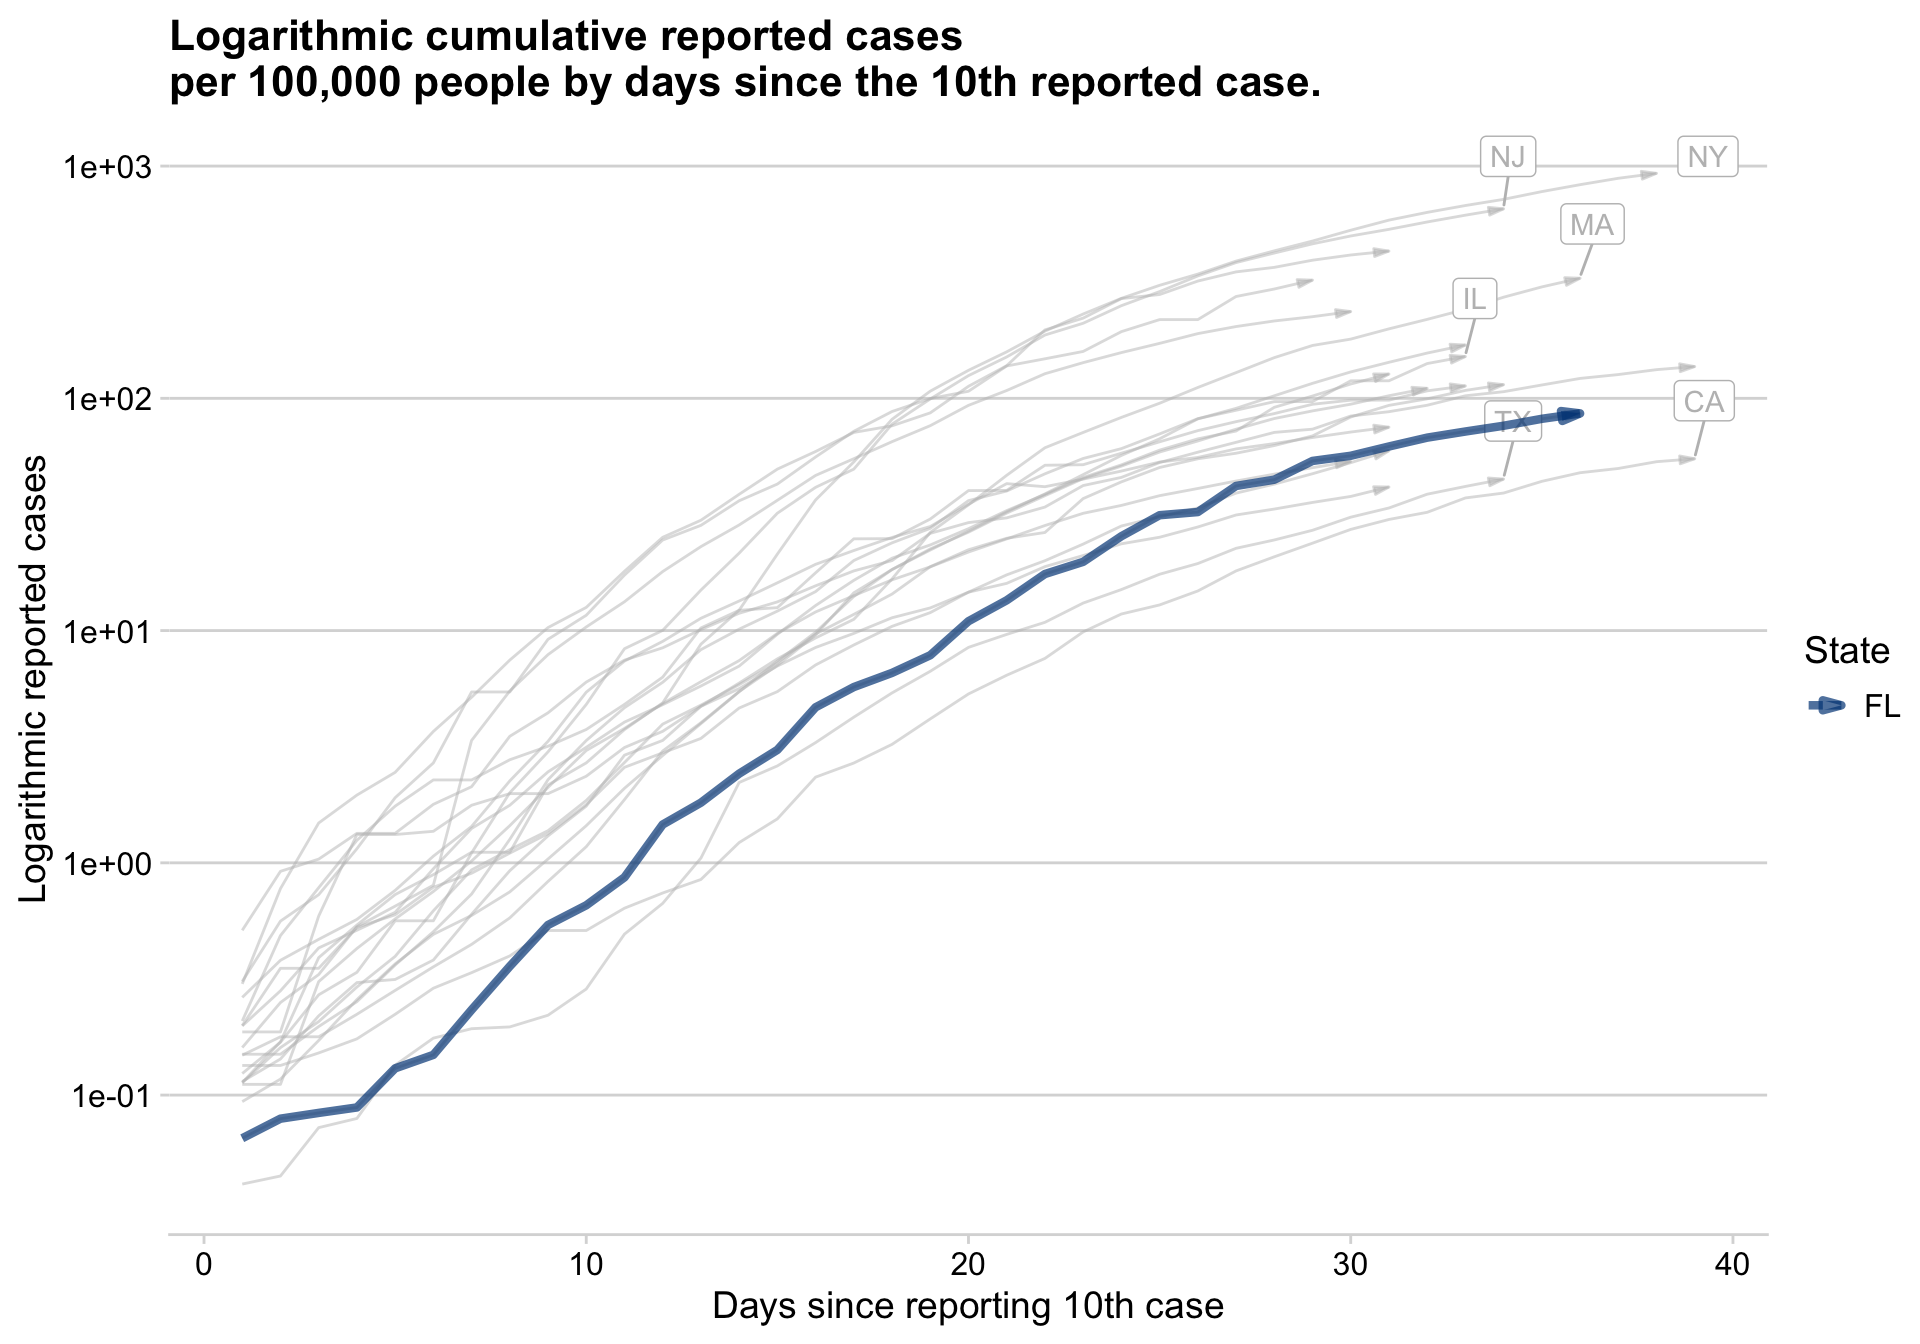 Logarithmic cumulative reported cases
per 100,000 people by days since the 10th reported case.
1e+03
1e+02
1e+01
1e+00
1e-01
Logarithmic reported cases
NJ
NY
MA
IL
TX
CA
State
FL
0
10
20
30
40
Days since reporting 10th case